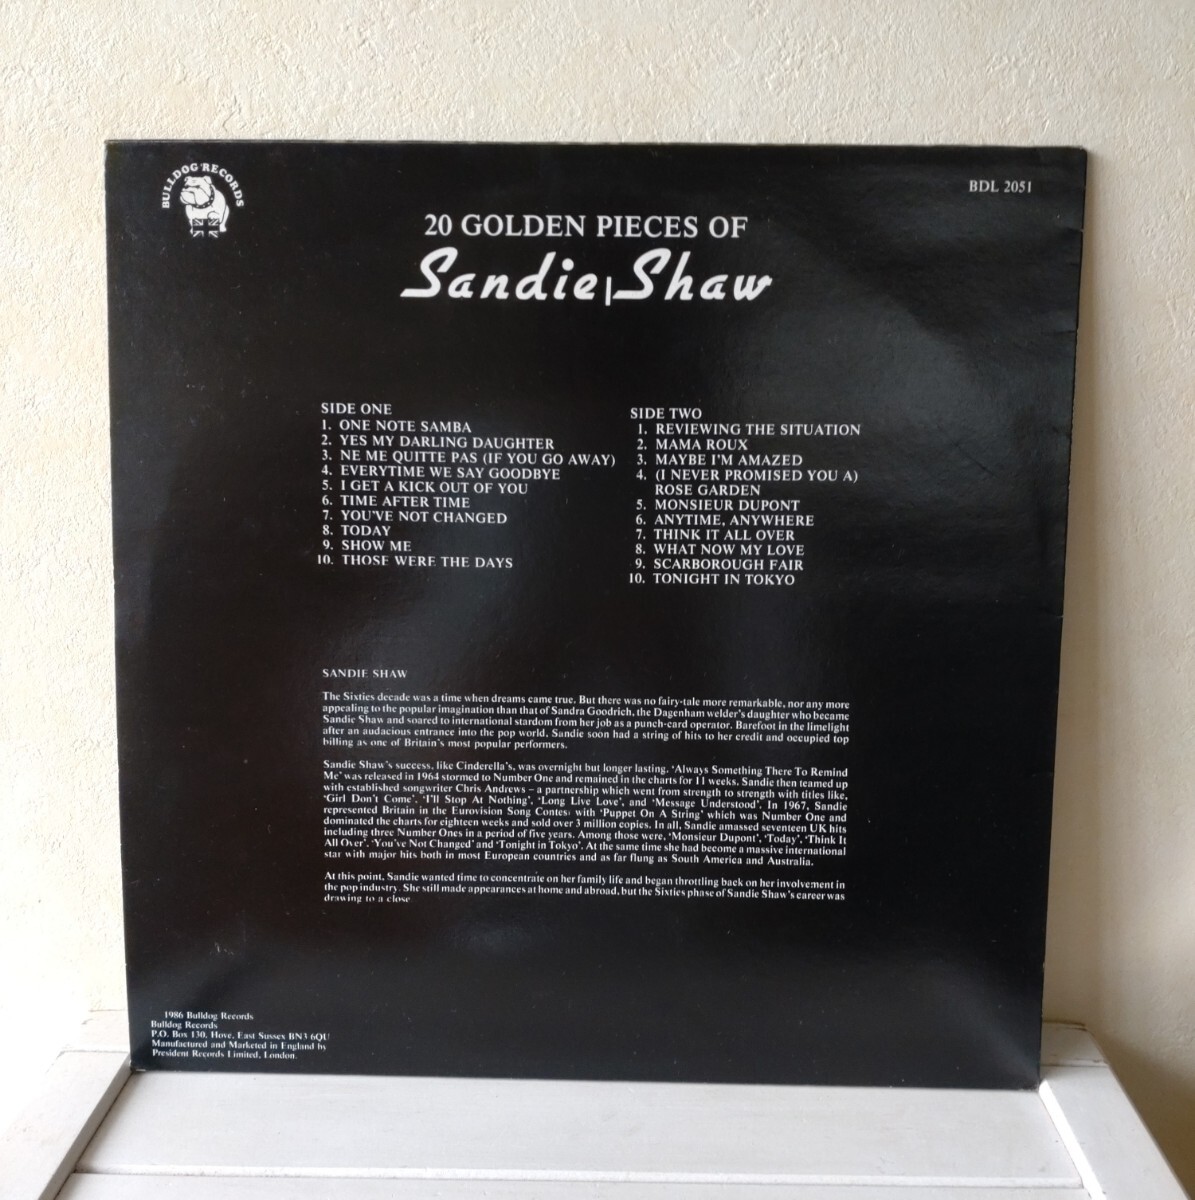 BULLDOG RECORDS
BDL 2051
20 GOLDEN PIECES OF
Sandie Shaw
SIDE ONE
1. ONE NOTE SAMBA
2. YES MY DARLING DAUGHTER
3. NE ME QUITTE PAS (IF YOU GO AWAY)
4. EVERYTIME WE SAY GOODBYE
5. I GET A KICK OUT OF YOU
6. TIME AFTER TIME
7. YOU'VE NOT CHANGED
8. TODAY
9. SHOW ME
10. THOSE WERE THE DAYS
SIDE TWO
1. REVIEWING THE SITUATION
2. MAMA ROUX
3. MAYBE I'M AMAZED
4. (I NEVER PROMISED YOU A)
ROSE GARDEN
5. MONSIEUR DUPONT
6. ANYTIME, ANYWHERE
7. THINK IT ALL OVER
8. WHAT NOW MY LOVE
9. SCARBOROUGH FAIR
10. TONIGHT IN TOKYO
SANDIE SHAW
The Sixties decade was a time when dreams came true. But there was no fairy-tale more remarkable, nor any more
appealing to the popular imagination than that of Sandra Goodrich, the Dagenham welder's daughter who became
Sandie Shaw and soared to international stardom from her job as a punch-card operator. Barefoot in the limelight
after an audacious entrance into the pop world, Sandie soon had a string of hits to her credit and occupied top
billing as one of Britain's most popular performers.
Sandie Shaw's success, like Cinderella's, was overnight but longer lasting. 'Always Something There To Remind
Me' was released in 1964 stormed to Number One and remained in the charts for 11 weeks. Sandie then teamed up
with established songwriter Chris Andrews – a partnership which went from strength to strength with titles like,
'Girl Don't Come', 'I'll Stop At Nothing', 'Long Live Love', and 'Message Understood'. In 1967, Sandie
represented Britain in the Eurovision Song Contest with 'Puppet On A String' which was Number One and
dominated the charts for eighteen weeks and sold over 3 million copies. In all, Sandie amassed seventeen UK hits
including three Number Ones in a period of five years. Among those were, 'Monsieur Dupont', 'Today', 'Think It
All Over', 'You've Not Changed' and 'Tonight in Tokyo'. At the same time she had become a massive international
star with major hits both in most European countries and as far flung as South America and Australia.
At this point, Sandie wanted time to concentrate on her family life and began throttling back on her involvement in
the pop industry. She still made appearances at home and abroad, but the Sixties phase of Sandie Shaw's career was
drawing to a close
1986 Bulldog Records
Bulldog Records
P.O. Box 130, Hove, East Sussex BN3 6QU
Manufactured and Marketed in England by
President Records Limited, London.